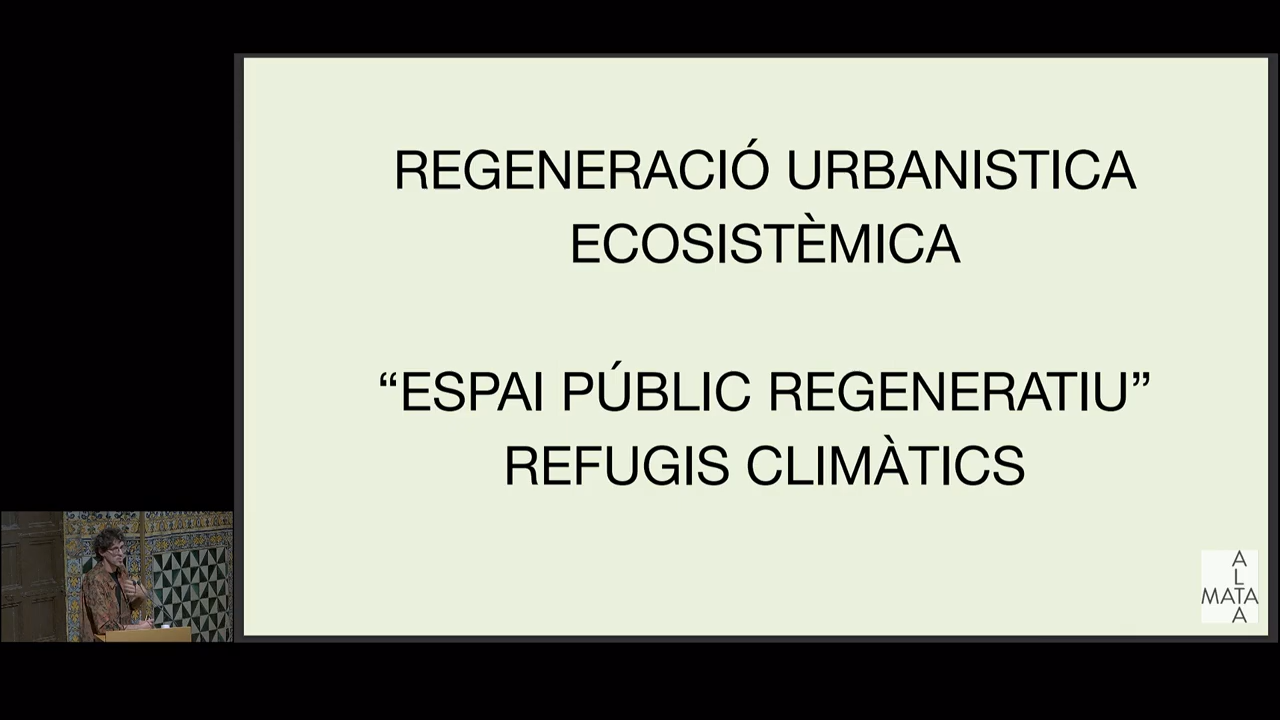 REGENERACIÓ URBANISTICA
ECOSISTÈMICA
“ESPAI PÚBLIC REGENERATIU”
REFUGIS CLIMÀTICS
A
L
MATA
A